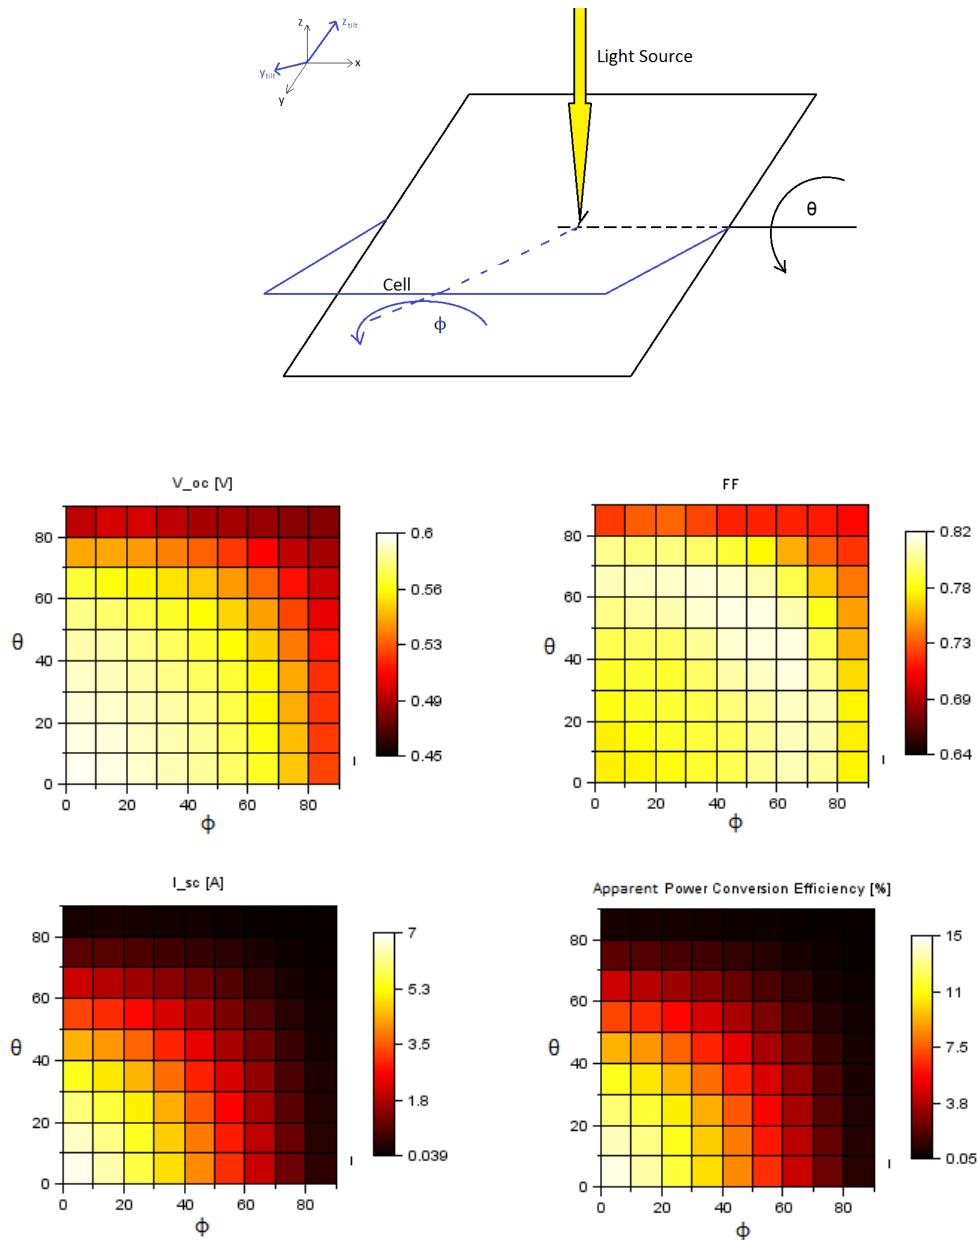 z
z tilt
x
y tilt
y
Light Source
θ
Cell
ϕ
V_oc [V]
80
60
40
20
0
0 20 40 60 80
θ
ϕ
0.6
0.56
0.53
0.49
0.45
I
FF
80
60
40
20
0
0 20 40 60 80
θ
ϕ
0.82
0.78
0.73
0.69
0.64
I
I_sc [A]
80
60
40
20
0
0 20 40 60 80
θ
ϕ
7
5.3
3.5
1.8
0.039
I
Apparent Power Conversion Efficiency [%]
80
60
40
20
0
0 20 40 60 80
θ
ϕ
15
11
7.5
3.8
0.05
I